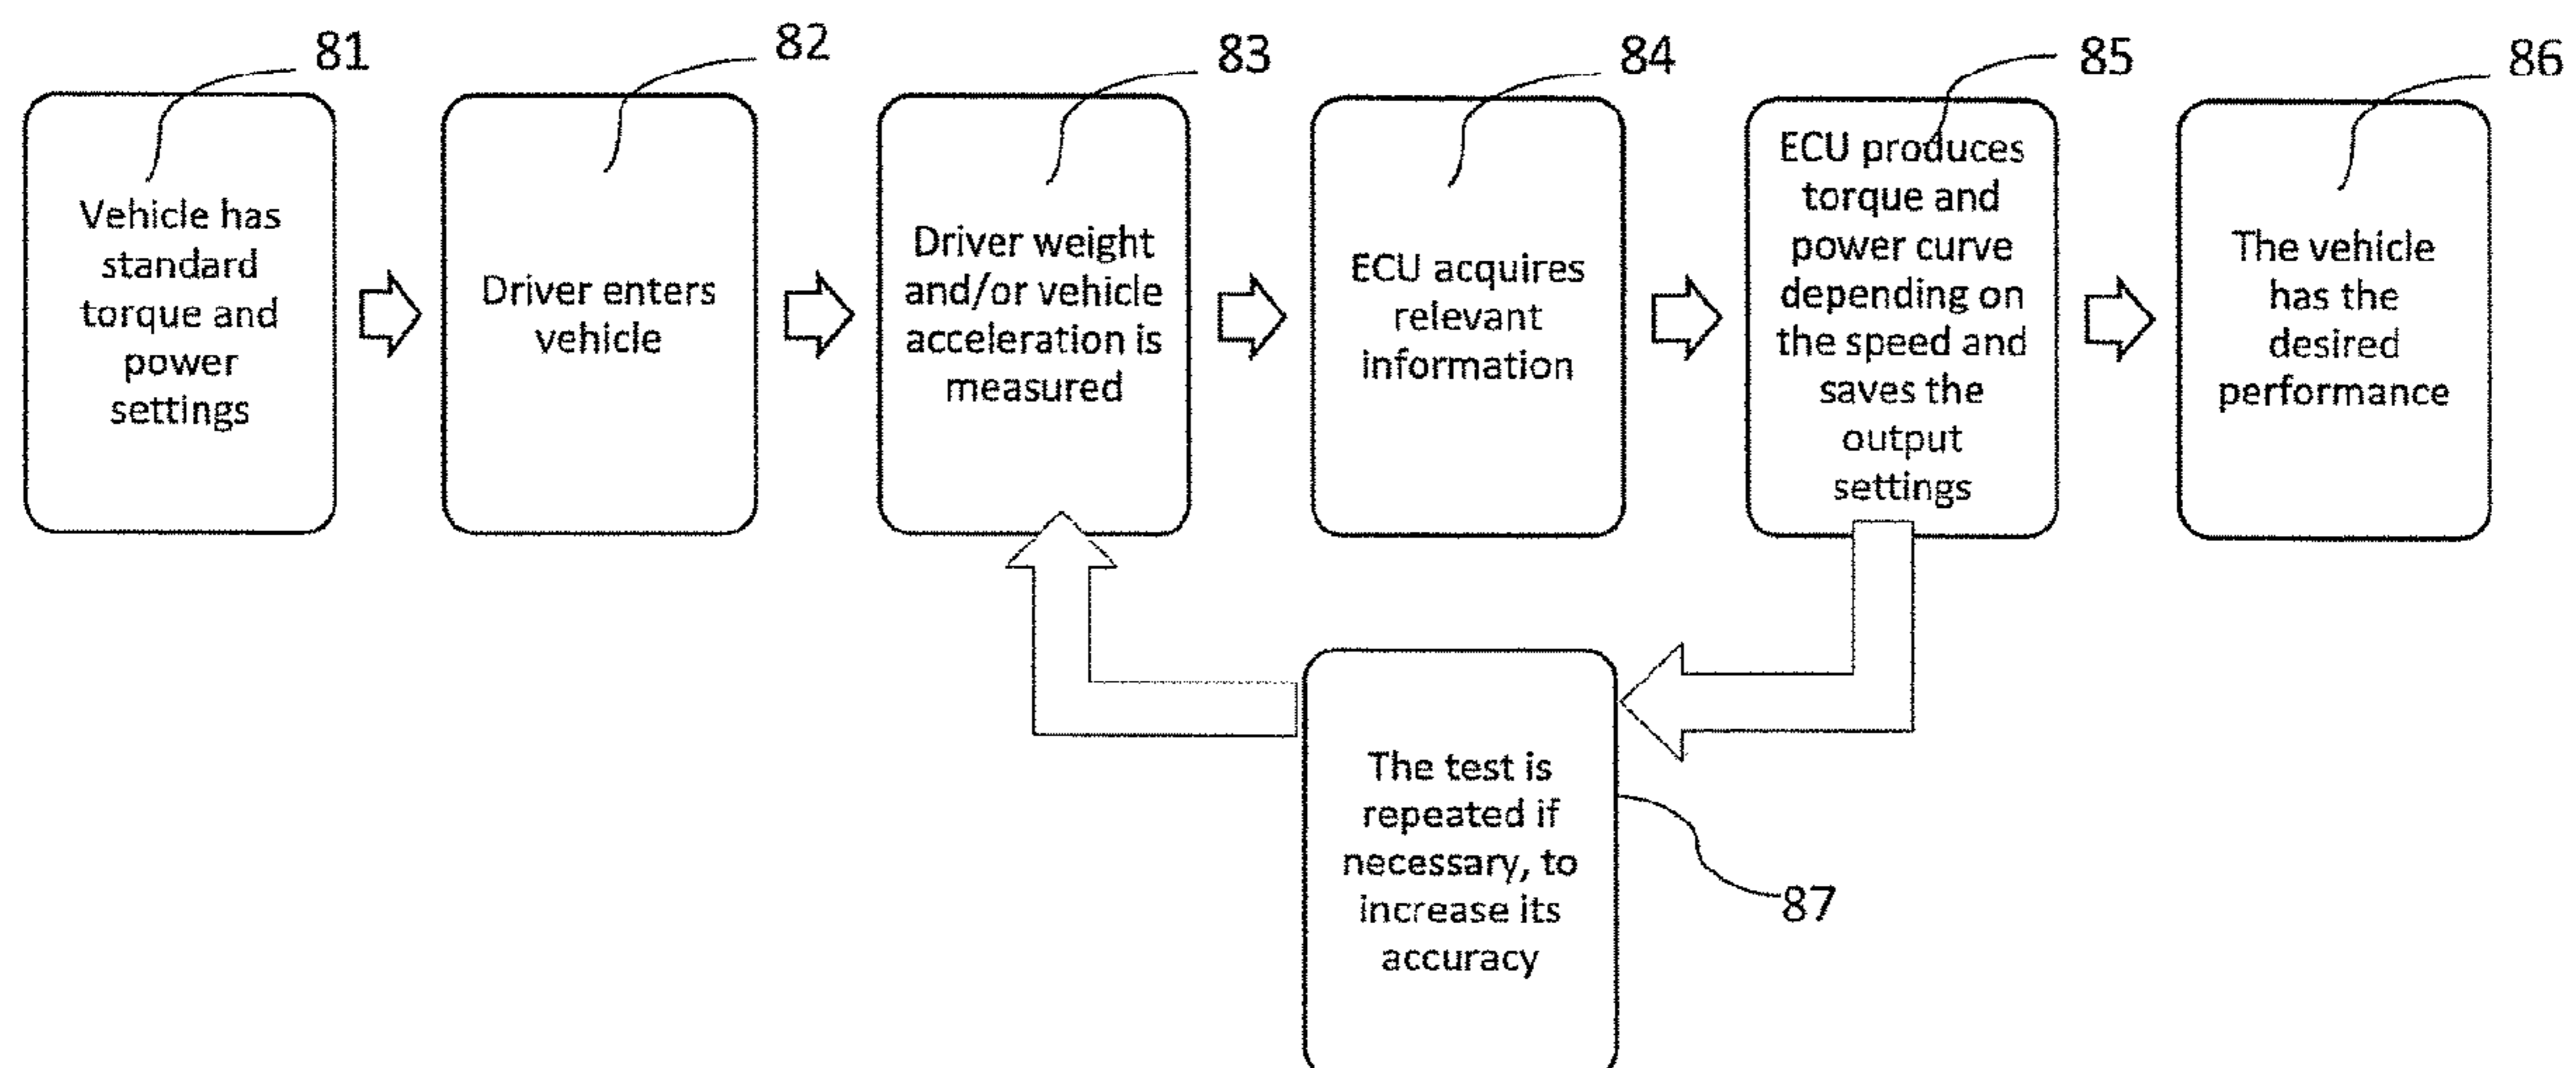 81
82
83
84
85
86
Vehicle has
standard
torque and
power
settings
Driver enters
vehicle
Driver weight
and/or vehicle
acceleration is
measured
ECU acquires
relevant
information
ECU produces
torque and
power curve
depending on
the speed and
saves the
output
settings
The vehicle
has the
desired
performance
The test is
repeated if
necessary, to
increase its
accuracy
87